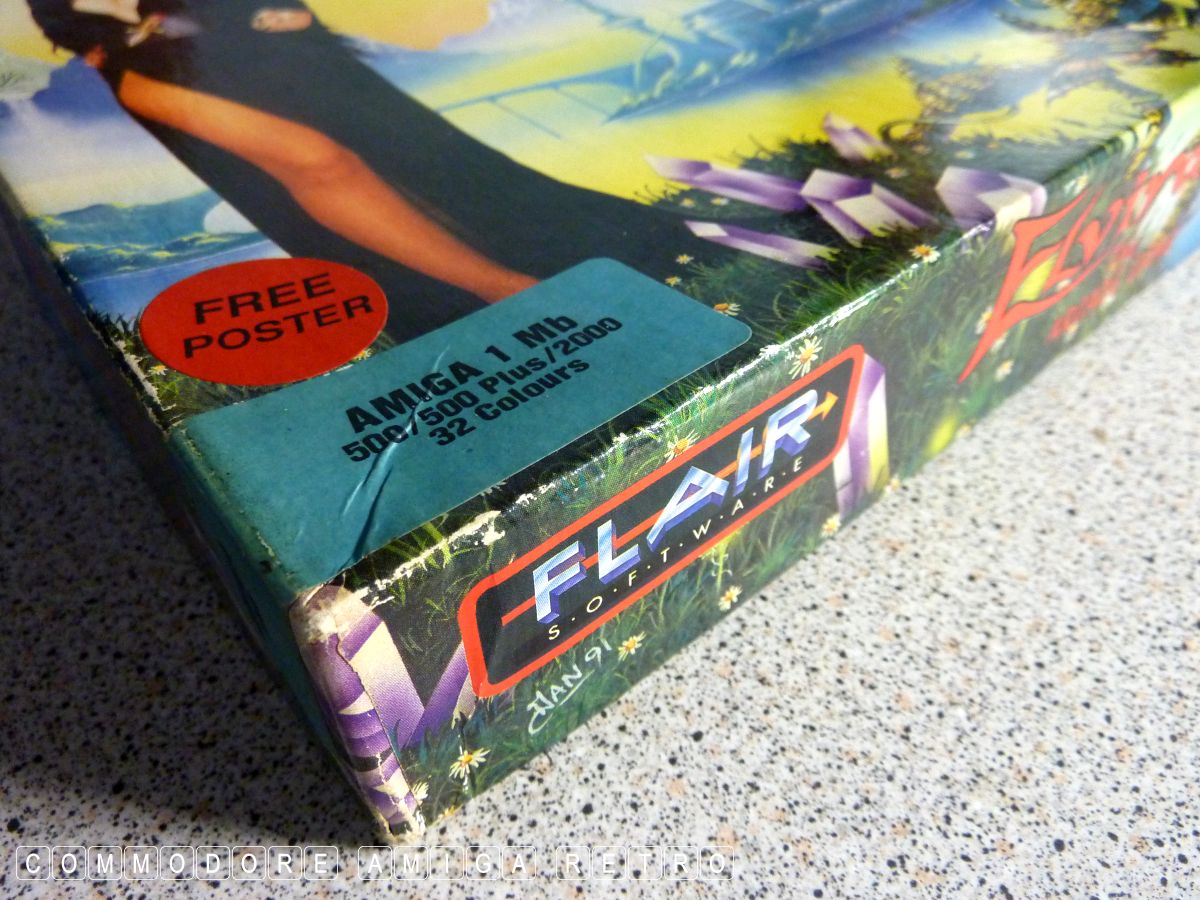 FREE
POSTER
AMIGA 1 Mb
500/500 Plus/2000
32 Colours
FLAIR
S·O·F·T·W·A·R·E
JAN 91
COMMODORE AMIGA RETRO